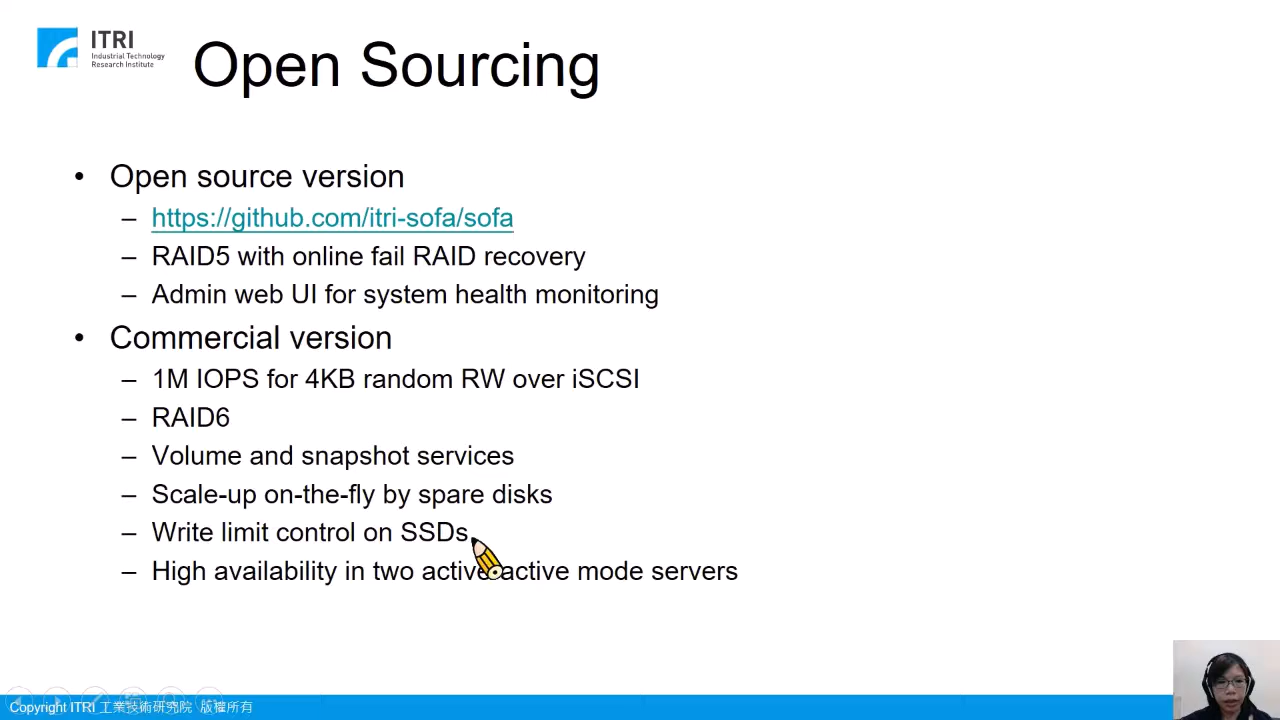 ITRI
Industrial Technology
Research Institute
Open Sourcing
• Open source version
– https://github.com/itri-sofa/sofa
– RAID5 with online fail RAID recovery
– Admin web UI for system health monitoring
• Commercial version
– 1M IOPS for 4KB random RW over iSCSI
– RAID6
– Volume and snapshot services
– Scale-up on-the-fly by spare disks
– Write limit control on SSDs
– High availability in two active-active mode servers
Copyright ITRI 工業技術研究院 版權所有